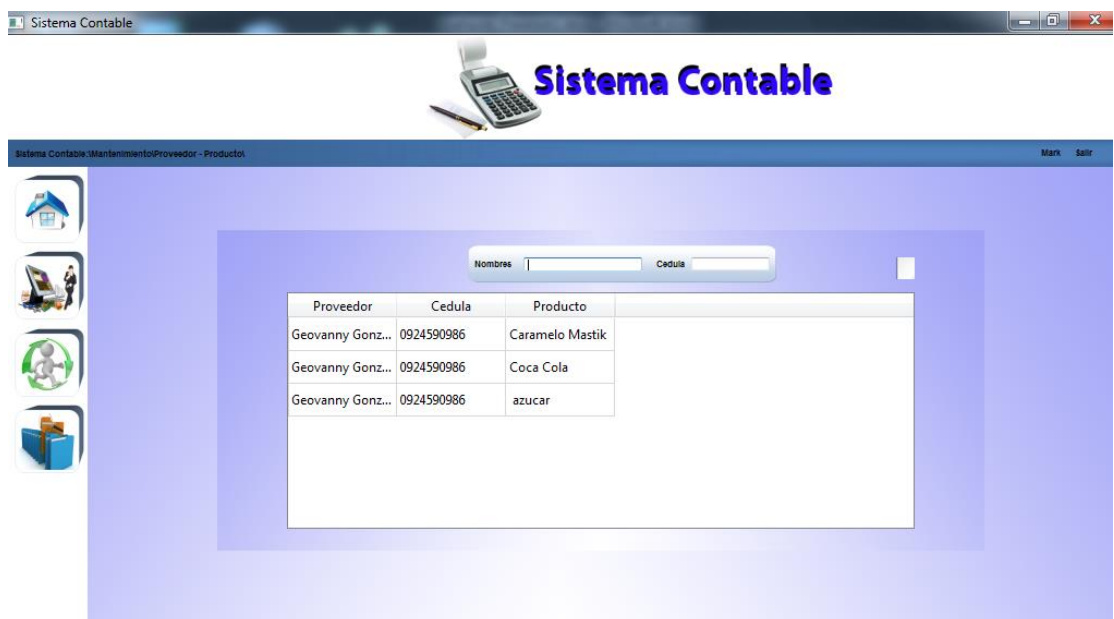 Sistema Contable
Sistema Contable
Sistema Contable:\Mantenimiento\Proveedor - Producto\ Mark Salir
Nombres Cedula
Proveedor Cedula Producto
Geovanny Gonz... 0924590986 Caramelo Mastik
Geovanny Gonz... 0924590986 Coca Cola
Geovanny Gonz... 0924590986 azucar